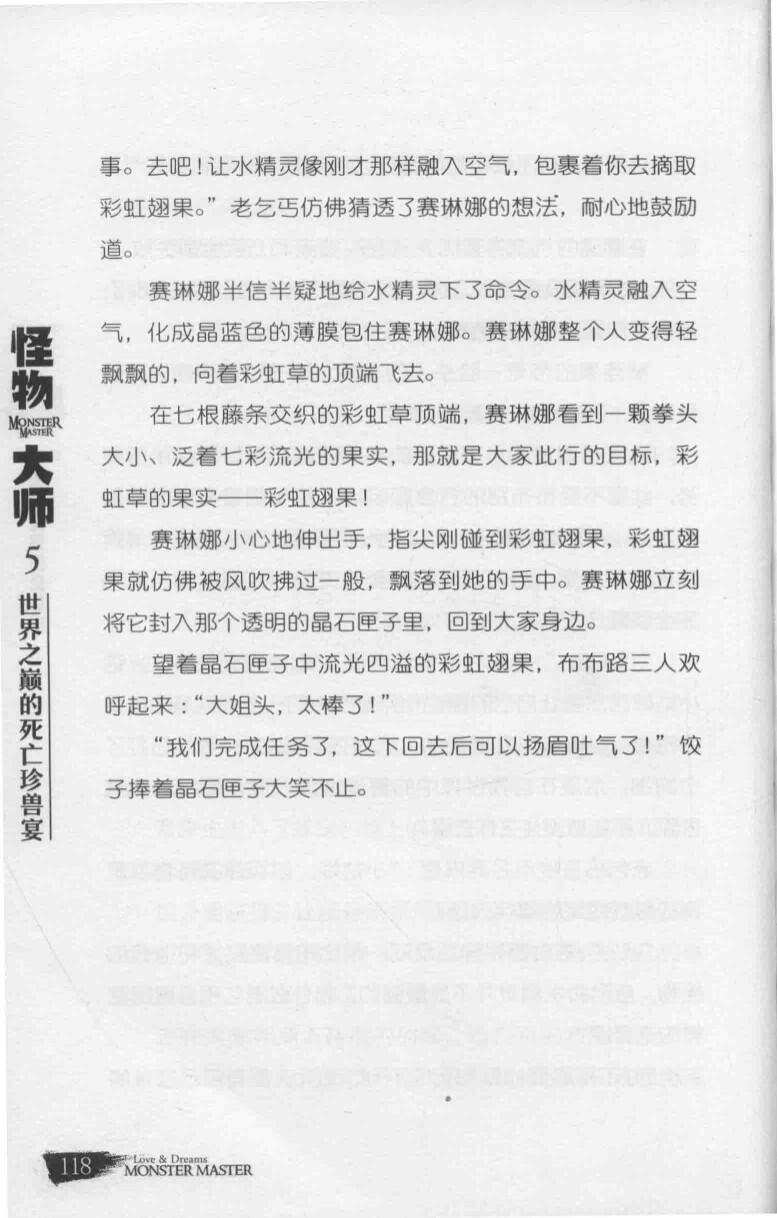 事。去吧！让水精灵像刚才那样融入空气，包裹着你去摘取
彩虹翅果。”老乞丐仿佛猜透了赛琳娜的想法，耐心地鼓励
道。
赛琳娜半信半疑地给水精灵下了命令。水精灵融入空
气，化成晶蓝色的薄膜包住赛琳娜。赛琳娜整个人变得轻
飘飘的，向着彩虹草的顶端飞去。
在七根藤条交织的彩虹草顶端，赛琳娜看到一颗拳头
大小、泛着七彩流光的果实，那就是大家此行的目标，彩
虹草的果实——彩虹翅果！
赛琳娜小心地伸出手，指尖刚碰到彩虹翅果，彩虹翅
果就仿佛被风吹拂过一般，飘落到她的手中。赛琳娜立刻
将它封入那个透明的晶石匣子里，回到大家身边。
望着晶石匣子中流光四溢的彩虹翅果，布布路三人欢
呼起来：“大姐头，太棒了！”
“我们完成任务了，这下回去后可以扬眉吐气了！”饺
子捧着晶石匣子大笑不止。
怪物
MONSTER
MASTER
大师
5
世界之巅的死亡珍兽宴
118
Love & Dreams
MONSTER MASTER